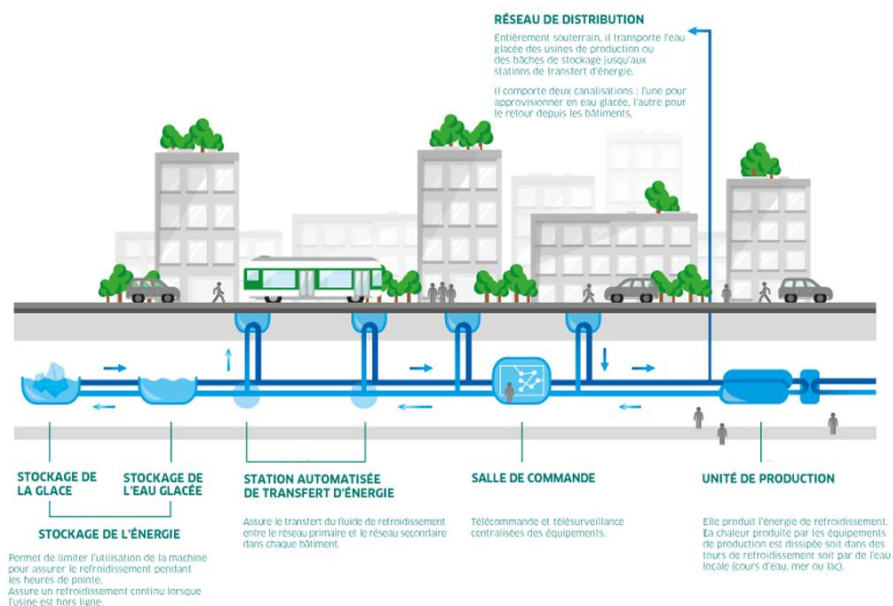 RÉSEAU DE DISTRIBUTION
Entièrement souterrain, il transporte l'eau
glacée des usines de production ou
des bâches de stockage jusqu'aux
stations de transfert d'énergie.
Il comporte deux canalisations : l'une pour
approvisionner en eau glacée, l'autre pour
le retour depuis les bâtiments.
STOCKAGE DE
LA GLACE
STOCKAGE DE
L'EAU GLACÉE
STOCKAGE DE L'ÉNERGIE
Permet de limiter l'utilisation de la machine
pour assurer le refroidissement pendant
les heures de pointe.
Assure un refroidissement continu lorsque
l'usine est hors ligne.
STATION AUTOMATISÉE
DE TRANSFERT D'ÉNERGIE
Assure le transfert du fluide de refroidissement
entre le réseau primaire et le réseau secondaire
dans chaque bâtiment.
SALLE DE COMMANDE
Télécommande et télésurveillance
centralisées des équipements.
UNITÉ DE PRODUCTION
Elle produit l'énergie de refroidissement.
La chaleur produite par les équipements
de production est dissipée soit dans des
tours de refroidissement soit par de l'eau
locale (cours d'eau, mer ou lac).